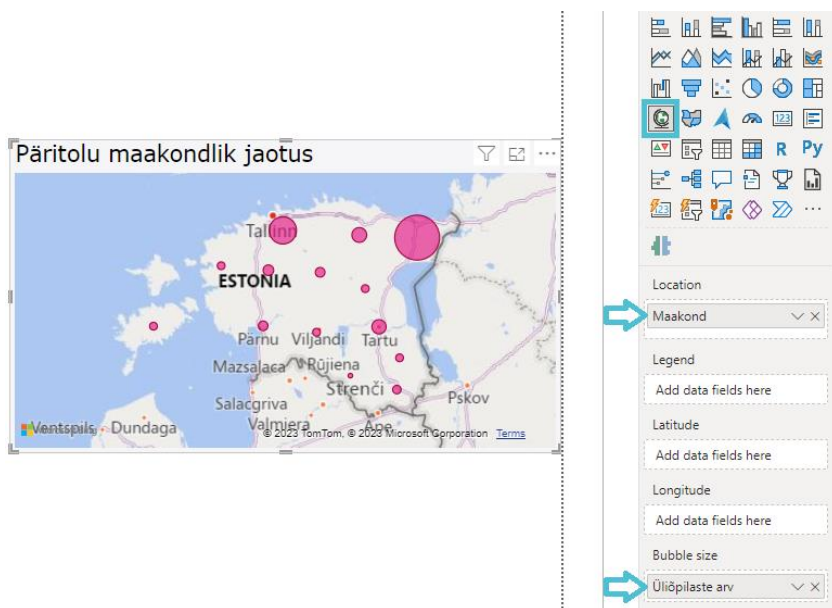 Päritolu maakondlik jaotus
Tallinn
ESTONIA
Pärnu Viljandi Tartu
Mazsalaca Rūjiena
Strenči
Salacgriva Pskov
Ventspils Dundaga Valmiera Ape
© 2023 TomTom, © 2023 Microsoft Corporation Terms
123
R Py
123
Location
Maakond
Legend
Add data fields here
Latitude
Add data fields here
Longitude
Add data fields here
Bubble size
Üliõpilaste arv